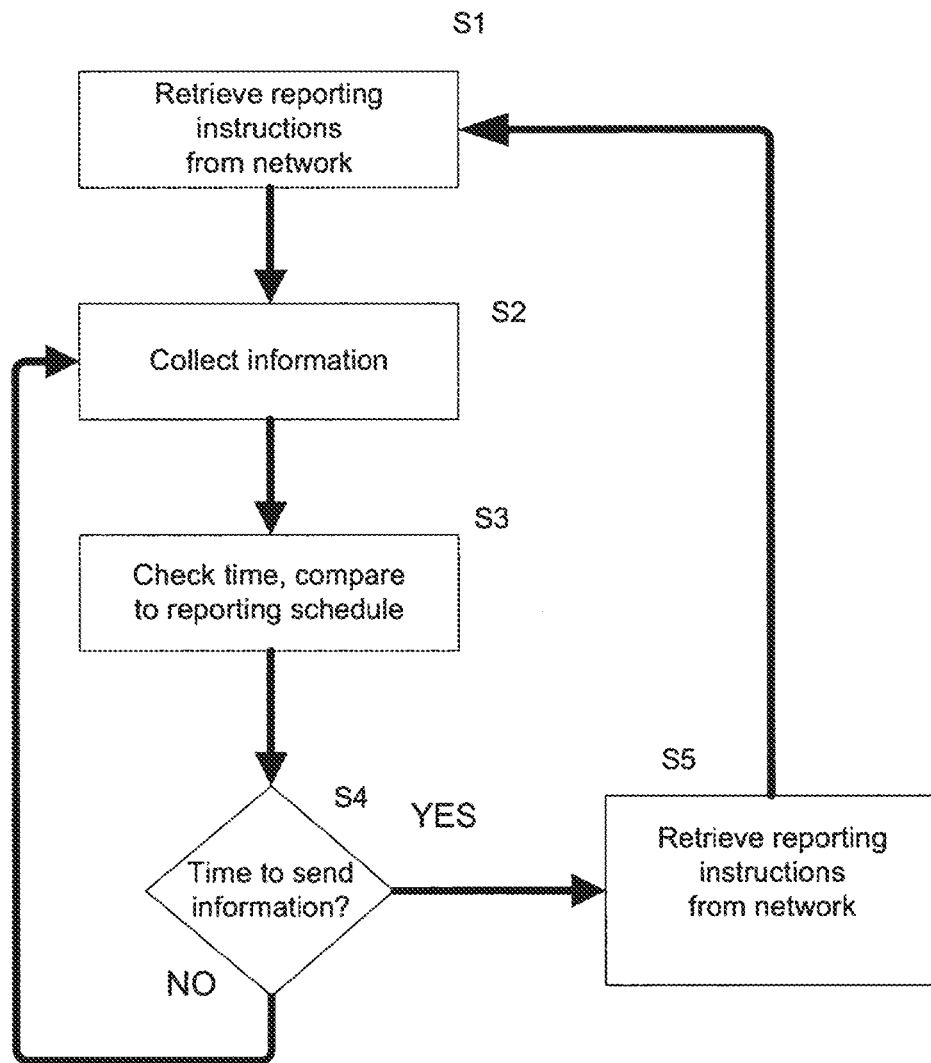 S1
Retrieve reporting
instructions
from network
S2
Collect information
S3
Check time, compare
to reporting schedule
S4
Time to send
information?
YES
NO
S5
Retrieve reporting
instructions
from network